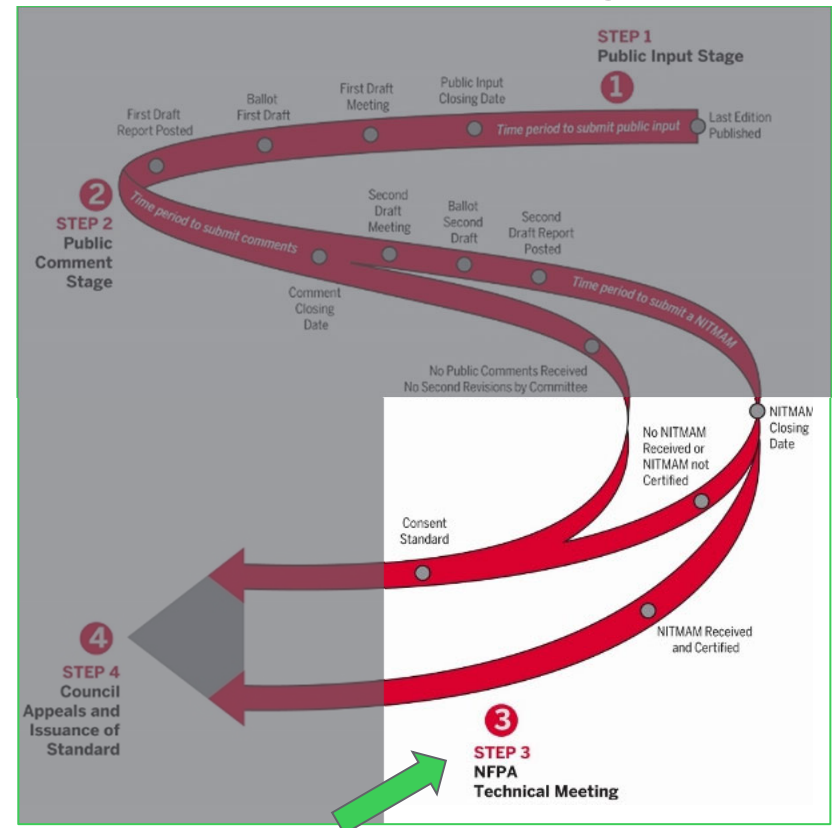 STEP 1
Public Input Stage
1
Public Input
Closing Date
First Draft
Meeting
Ballot
First Draft
First Draft
Report Posted
Last Edition
Published
Time period to submit public input
2
STEP 2
Public
Comment
Stage
Time period to submit comments
Second
Draft
Meeting
Ballot
Second
Draft
Second
Draft Report
Posted
Time period to submit a NITMAM
Comment
Closing
Date
No Public Comments Received
No Second Revisions by Committee
NITMAM
Closing
Date
No NITMAM
Received or
NITMAM not
Certified
Consent
Standard
NITMAM Received
and Certified
4
STEP 4
Council
Appeals and
Issuance of
Standard
3
STEP 3
NFPA
Technical Meeting